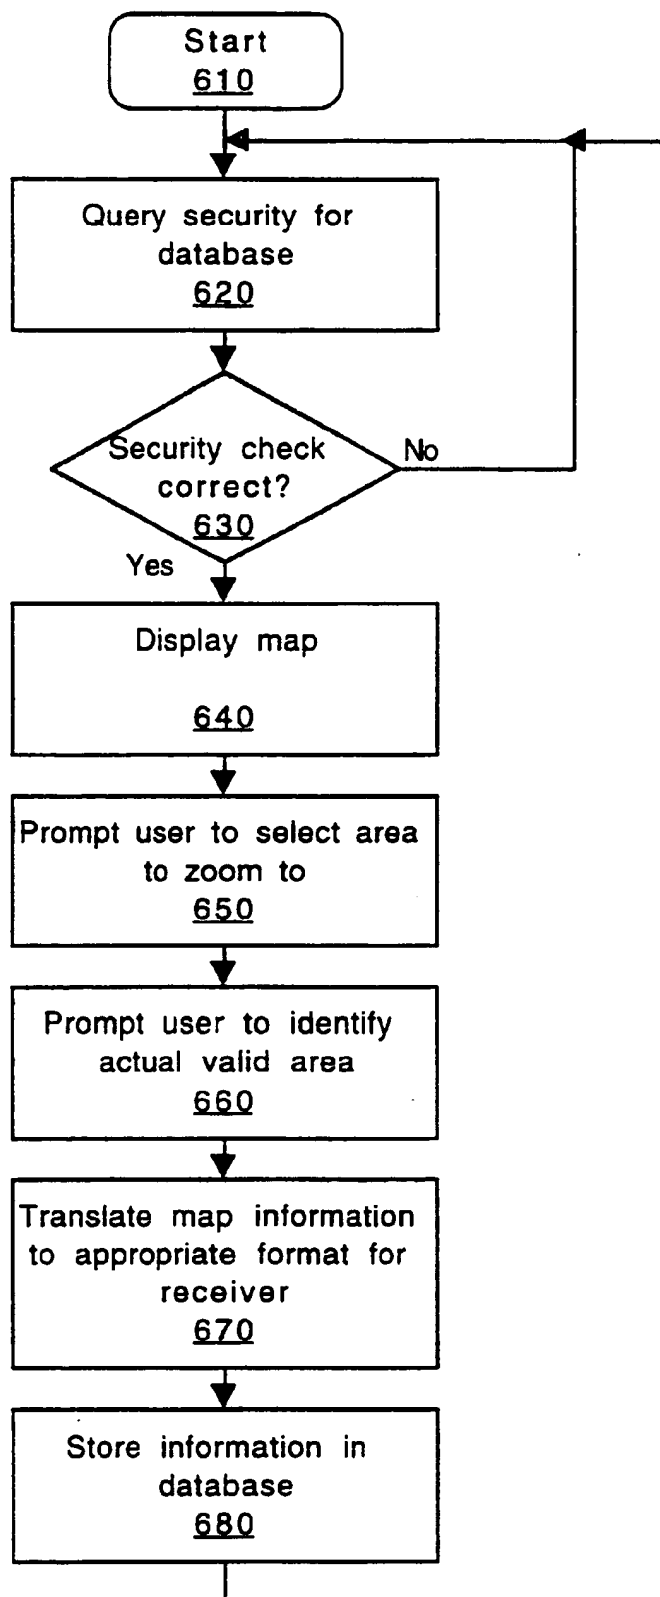 Start
610
Query security for
database
620
Security check
correct?
630
No
Yes
Display map
640
Prompt user to select area
to zoom to
650
Prompt user to identify
actual valid area
660
Translate map information
to appropriate format for
receiver
670
Store information in
database
680